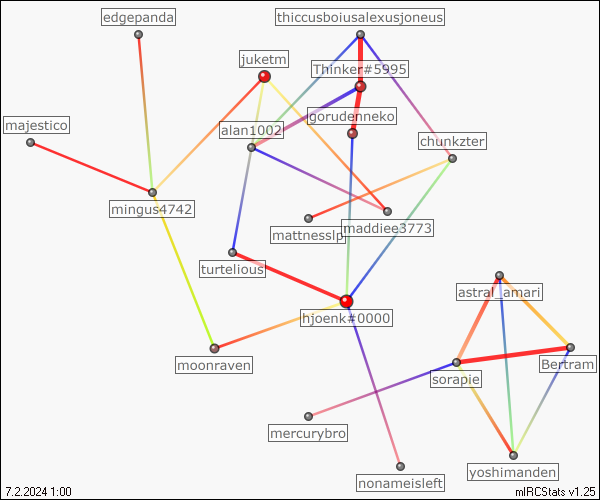 edgepanda
thiccusboiusalexusjoneus
juketm
Thinker#5995
gorudenneko
majestico
alan1002
chunkzter
mingus4742
mattnesslp
maddiee3773
turtelious
astral_amari
hjoenk#0000
moonraven
Bertram
sorapie
mercurybro
yoshimanden
nonameisleft
7.2.2024 1:00
mIRCStats v1.25